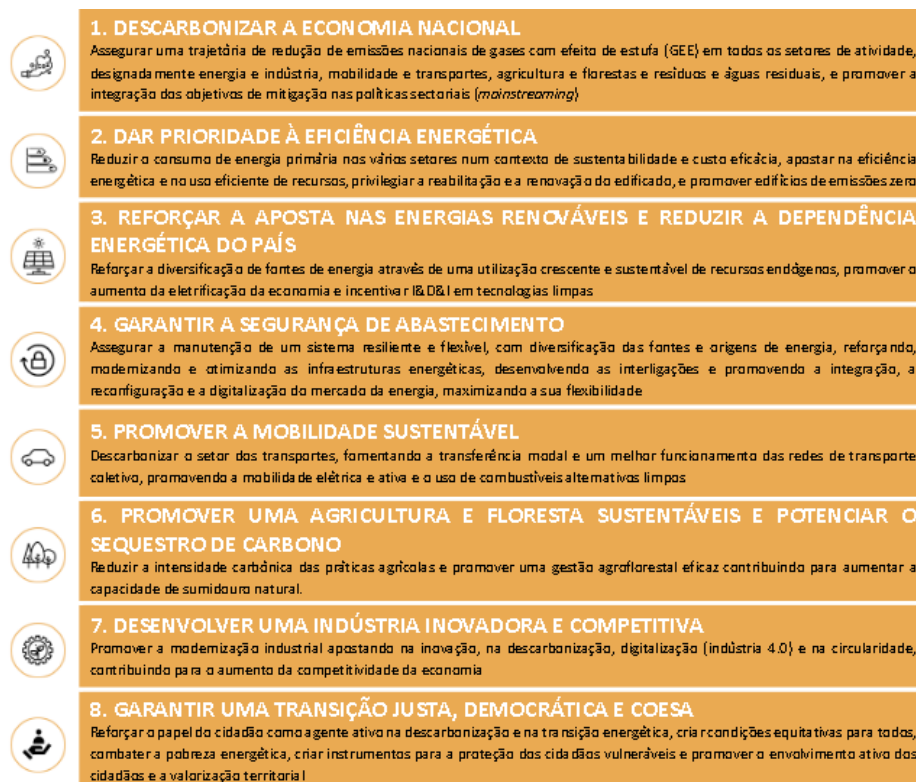 1. DESCARBONIZAR A ECONOMIA NACIONAL
Assegurar uma trajetória de redução de emissões nacionais de gases com efeito de estufa (GEE) em todos os setores de atividade,
designadamente energia e indústria, mobilidade e transportes, agricultura e florestas e resíduos e águas residuais, e promover a
integração dos objetivos de mitigação nas políticas sectoriais (mainstreaming)
2. DAR PRIORIDADE À EFICIÊNCIA ENERGÉTICA
Reduzir o consumo de energia primária nos vários setores num contexto de sustentabilidade e custo eficácia, apostar na eficiência
energética e no uso eficiente de recursos, privilegiar a reabilitação e a renovação do edificado, e promover edifícios de emissões zero
3. REFORÇAR A APOSTA NAS ENERGIAS RENOVÁVEIS E REDUZIR A DEPENDÊNCIA
ENERGÉTICA DO PAÍS
Reforçar a diversificação de fontes de energia através de uma utilização crescente e sustentável de recursos endógenos, promover o
aumento da eletrificação da economia e incentivar I&D&I em tecnologias limpas
4. GARANTIR A SEGURANÇA DE ABASTECIMENTO
Assegurar a manutenção de um sistema resiliente e flexível, com diversificação das fontes e origens de energia, reforçando,
modernizando e otimizando as infraestruturas energéticas, desenvolvendo as interligações e promovendo a integração, a
reconfiguração e a digitalização do mercado da energia, maximizando a sua flexibilidade
5. PROMOVER A MOBILIDADE SUSTENTÁVEL
Descarbonizar o setor dos transportes, fomentando a transferência modal e um melhor funcionamento das redes de transporte
coletivo, promovendo a mobilidade elétrica e ativa e o uso de combustíveis alternativos limpos
6. PROMOVER UMA AGRICULTURA E FLORESTA SUSTENTÁVEIS E POTENCIAR O
SEQUESTRO DE CARBONO
Reduzir a intensidade carbónica das práticas agrícolas e promover uma gestão agroflorestal eficaz contribuindo para aumentar a
capacidade de sumidouro natural.
7. DESENVOLVER UMA INDÚSTRIA INOVADORA E COMPETITIVA
Promover a modernização industrial apostando na inovação, na descarbonização, digitalização (indústria 4.0) e na circularidade,
contribuindo para o aumento da competitividade da economia
8. GARANTIR UMA TRANSIÇÃO JUSTA, DEMOCRÁTICA E COESA
Reforçar o papel do cidadão como agente ativo na descarbonização e na transição energética, criar condições equitativas para todos,
combater a pobreza energética, criar instrumentos para a proteção dos cidadãos vulneráveis e promover o envolvimento ativo dos
cidadãos e a valorização territorial